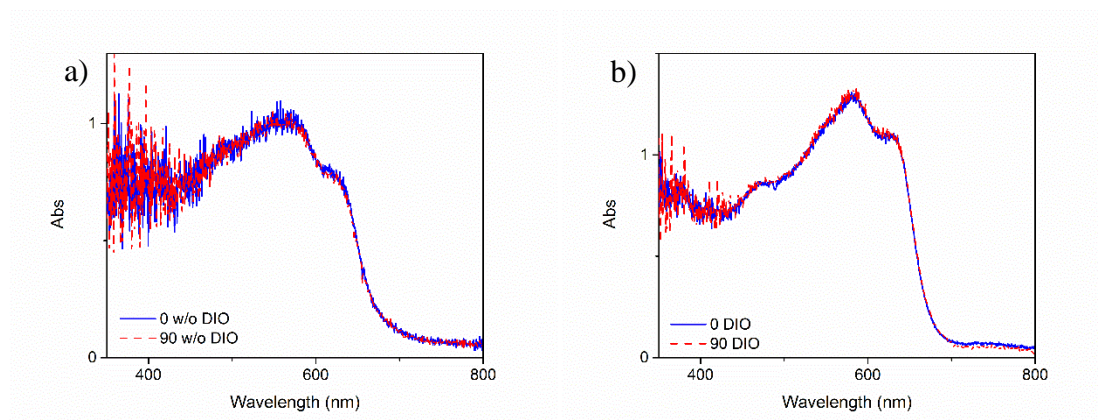 a)
1
Abs
0 w/o DIO
90 w/o DIO
0
400
600
800
Wavelength (nm)
b)
1
Abs
0 DIO
90 DIO
0
400
600
800
Wavelength (nm)